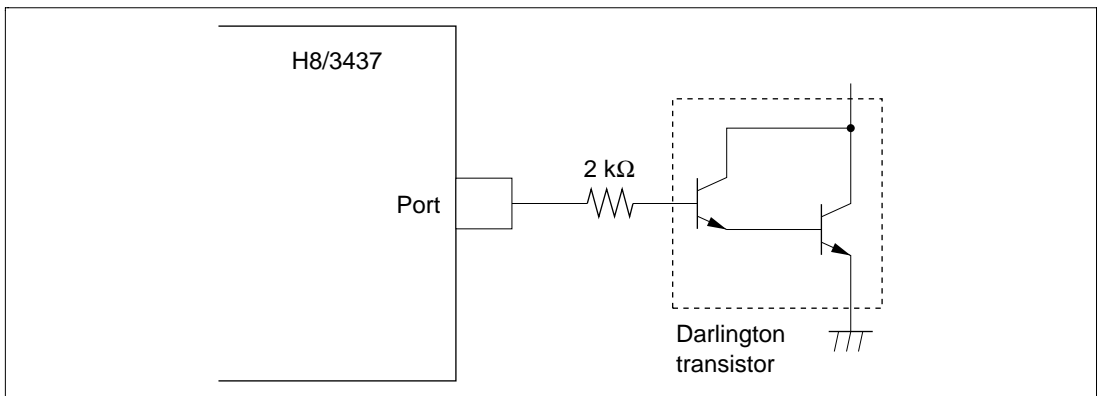 H8/3437
Port
2 kΩ
Darlington
transistor